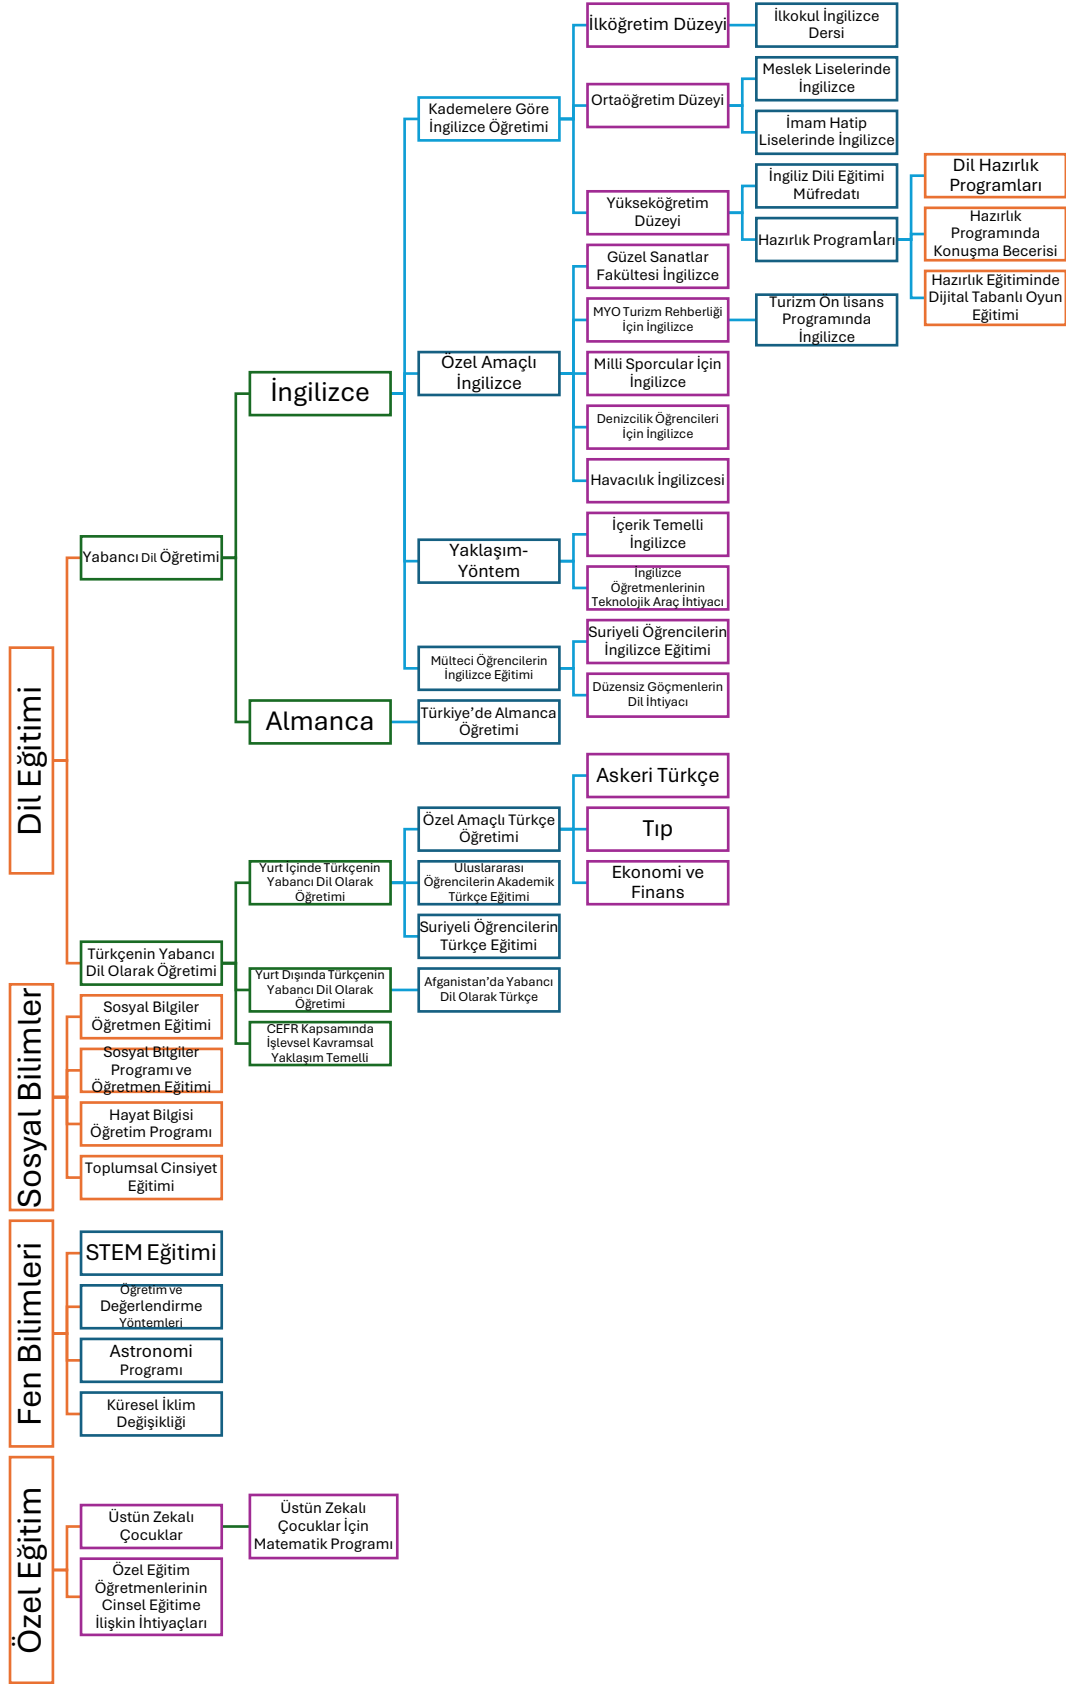 Dil Eğitimi
Yabancı Dil Öğretimi
İngilizce
Kademelere Göre
İngilizce Öğretimi
İlköğretim Düzeyi
İlkokul İngilizce
Dersi
Ortaöğretim Düzeyi
Meslek Liselerinde
İngilizce
İmam Hatip
Liselerinde İngilizce
Yükseköğretim
Düzeyi
İngiliz Dili Eğitimi
Müfredatı
Hazırlık Programları
Dil Hazırlık
Programları
Hazırlık
Programında
Konuşma Becerisi
Hazırlık Eğitiminde
Dijital Tabanlı Oyun
Eğitimi
Özel Amaçlı
İngilizce
Güzel Sanatlar
Fakültesi İngilizce
MYO Turizm Rehberliği
İçin İngilizce
Turizm Ön lisans
Programında
İngilizce
Milli Sporcular İçin
İngilizce
Denizcilik Öğrencileri
İçin İngilizce
Havacılık İngilizcesi
Yaklaşım-
Yöntem
İçerik Temelli
İngilizce
İngilizce
Öğretmenlerinin
Teknolojik Araç İhtiyacı
Mülteci Öğrencilerin
İngilizce Eğitimi
Suriyeli Öğrencilerin
İngilizce Eğitimi
Düzensiz Göçmenlerin
Dil İhtiyacı
Almanca
Türkiye’de Almanca
Öğretimi
Türkçenin Yabancı
Dil Olarak Öğretimi
Yurt İçinde Türkçenin
Yabancı Dil Olarak
Öğretimi
Özel Amaçlı Türkçe
Öğretimi
Askeri Türkçe
Tıp
Ekonomi ve
Finans
Uluslararası
Öğrencilerin Akademik
Türkçe Eğitimi
Suriyeli Öğrencilerin
Türkçe Eğitimi
Yurt Dışında Türkçenin
Yabancı Dil Olarak
Öğretimi
Afganistan’da Yabancı
Dil Olarak Türkçe
CEFR Kapsamında
İşlevsel Kavramsal
Yaklaşım Temelli
Sosyal Bilimler
Sosyal Bilgiler
Öğretmen Eğitimi
Sosyal Bilgiler
Programı ve
Öğretmen Eğitimi
Hayat Bilgisi
Öğretim Programı
Toplumsal Cinsiyet
Eğitimi
Fen Bilimleri
STEM Eğitimi
Öğretim ve
Değerlendirme
Yöntemleri
Astronomi
Programı
Küresel İklim
Değişikliği
Özel Eğitim
Üstün Zekalı
Çocuklar
Üstün Zekalı
Çocuklar İçin
Matematik Programı
Özel Eğitim
Öğretmenlerinin
Cinsel Eğitime
İlişkin İhtiyaçları